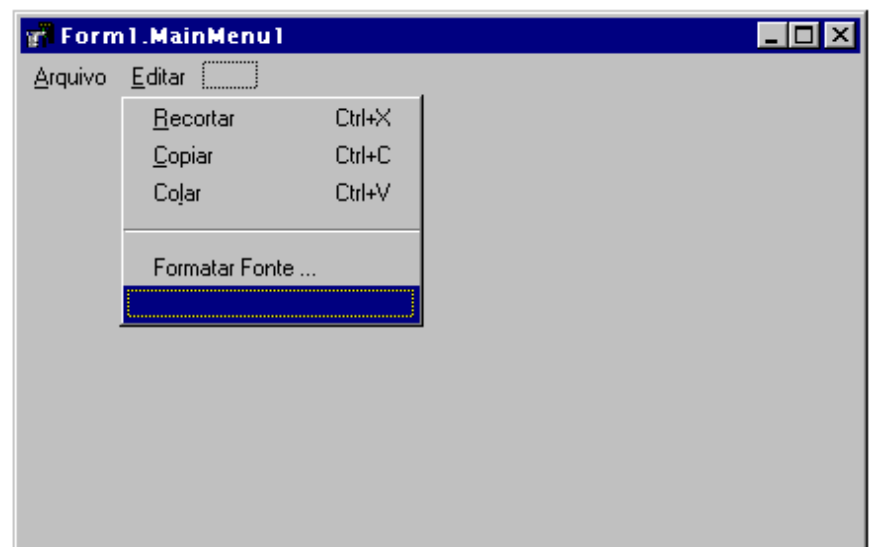 Form1.MainMenu1
Arquivo Editar
Recortar Ctrl+X
Copiar Ctrl+C
Colar Ctrl+V
Formatar Fonte ...